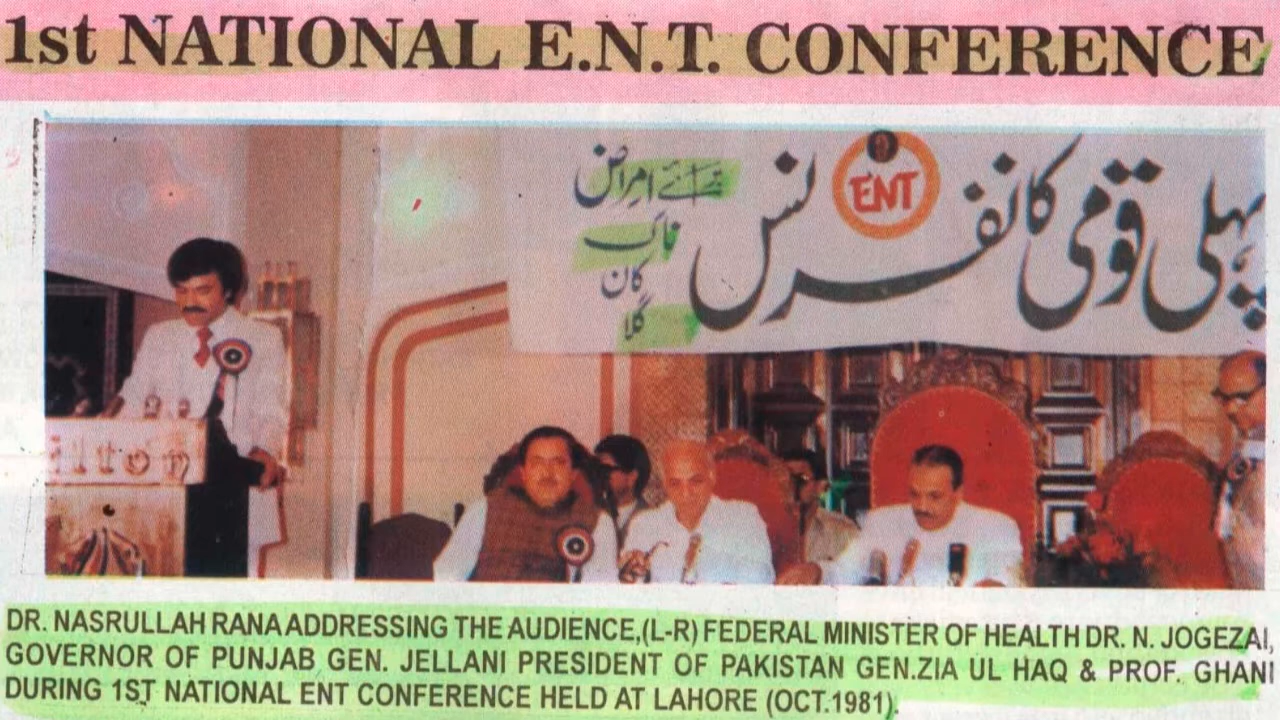 1st NATIONAL E.N.T. CONFERENCE
پہلی قومی کانفرنس
ENT
برائے امراض
ناک
کان
گلا
ilton
DR. NASRULLAH RANA ADDRESSING THE AUDIENCE,(L-R) FEDERAL MINISTER OF HEALTH DR. N. JOGEZAI,
GOVERNOR OF PUNJAB GEN. JELLANI PRESIDENT OF PAKISTAN GEN.ZIA UL HAQ & PROF. GHANI
DURING 1ST NATIONAL ENT CONFERENCE HELD AT LAHORE (OCT.1981).